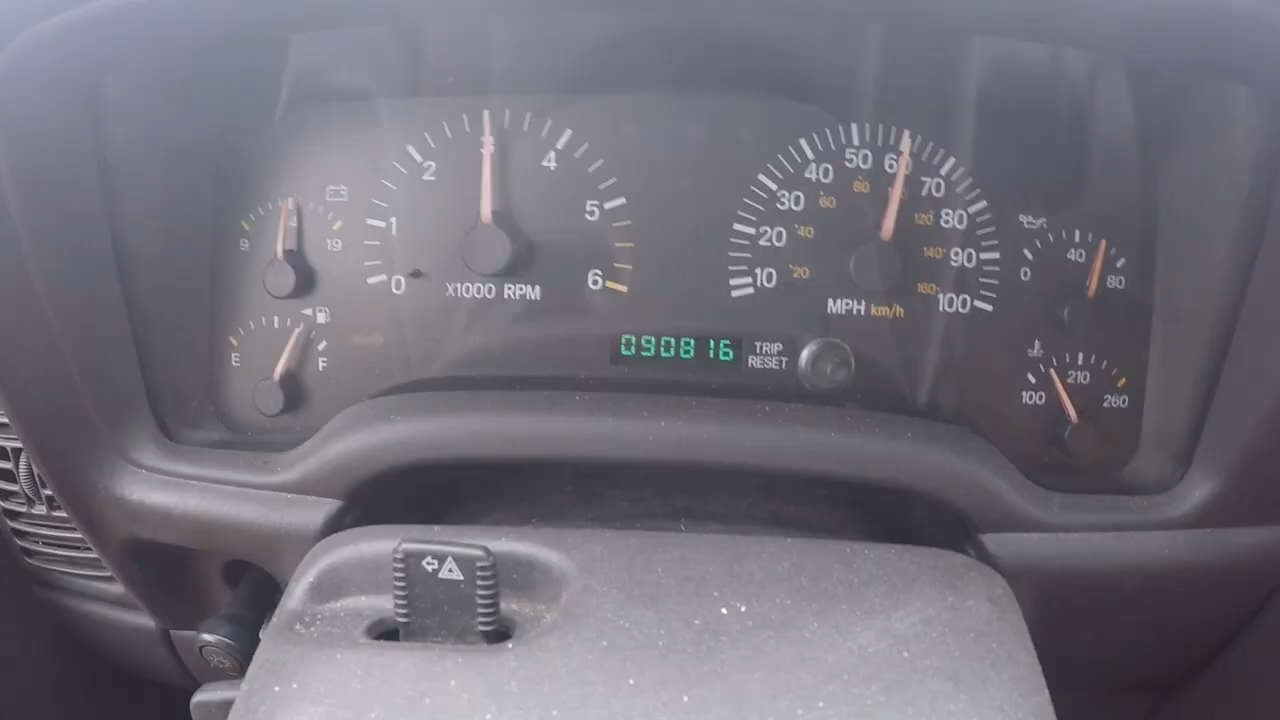 9 19
E F
0 1 2 3 4 5 6
X1000 RPM
10 20 30 40 50 60 70 80 90 100
20 40 60 80 120 140 160
MPH km/h
090816
TRIP
RESET
0 40 80
100 210 260